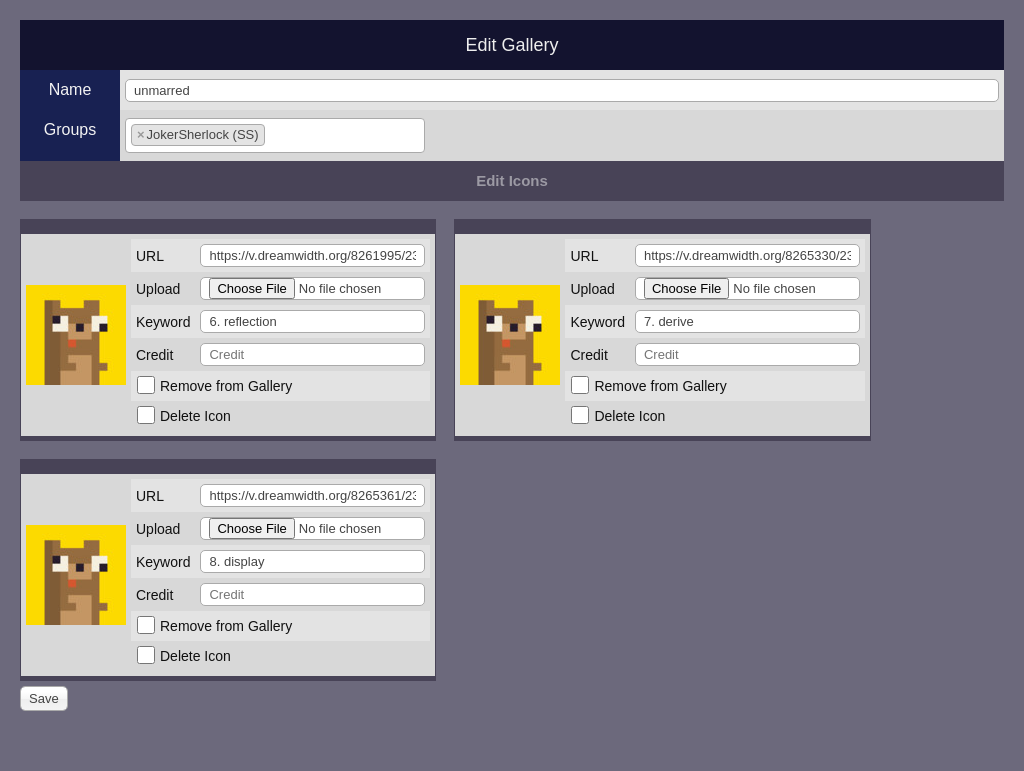 Edit Gallery
Name
unmarred
Groups
×JokerSherlock (SS)
Edit Icons
URL
https://v.dreamwidth.org/8261995/23
Upload
Choose File No file chosen
Keyword
6. reflection
Credit
Credit
Remove from Gallery
Delete Icon
URL
https://v.dreamwidth.org/8265330/23
Upload
Choose File No file chosen
Keyword
7. derive
Credit
Credit
Remove from Gallery
Delete Icon
URL
https://v.dreamwidth.org/8265361/23
Upload
Choose File No file chosen
Keyword
8. display
Credit
Credit
Remove from Gallery
Delete Icon
Save